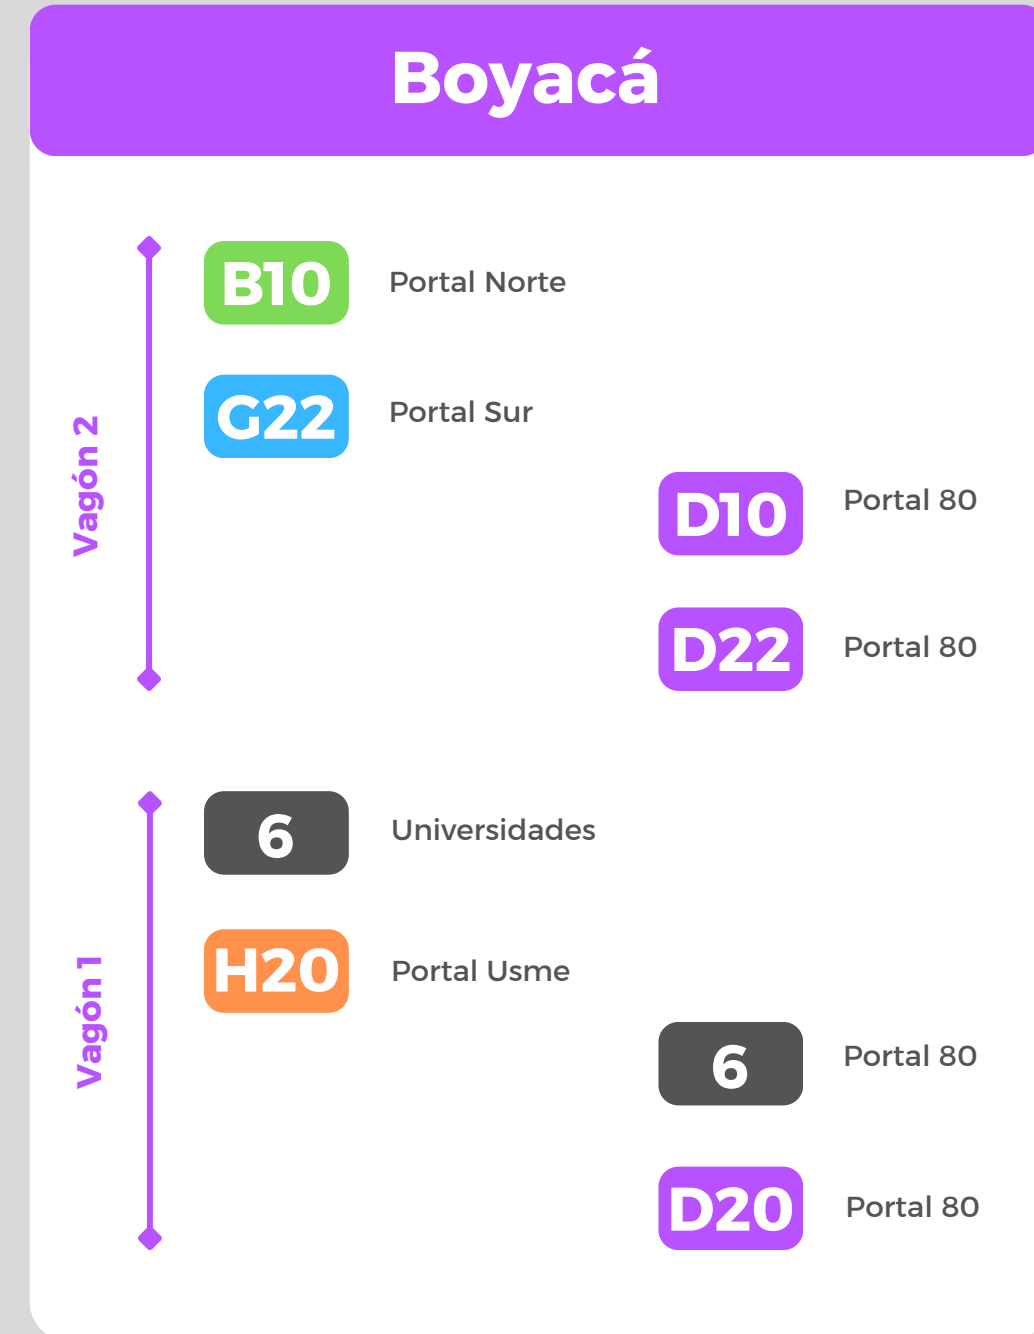 Boyacá
Vagón 2
B10 Portal Norte
G22 Portal Sur
D10 Portal 80
D22 Portal 80
Vagón 1
6 Universidades
H20 Portal Usme
6 Portal 80
D20 Portal 80